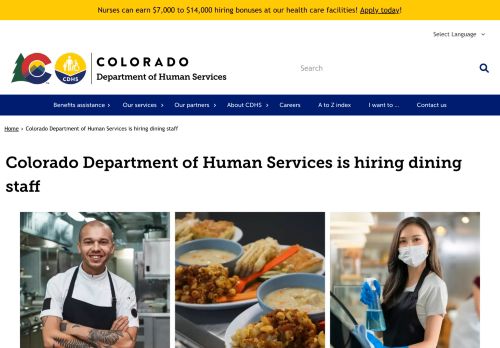 Nurses can earn $7,000 to $14,000 hiring bonuses at our health care facilities! Apply today!
Select Language
COLORADO
Department of Human Services
CDHS
Search
Benefits assistance
Our services
Our partners
About CDHS
Careers
A to Z index
I want to ...
Contact us
Home › Colorado Department of Human Services is hiring dining staff
Colorado Department of Human Services is hiring dining
staff